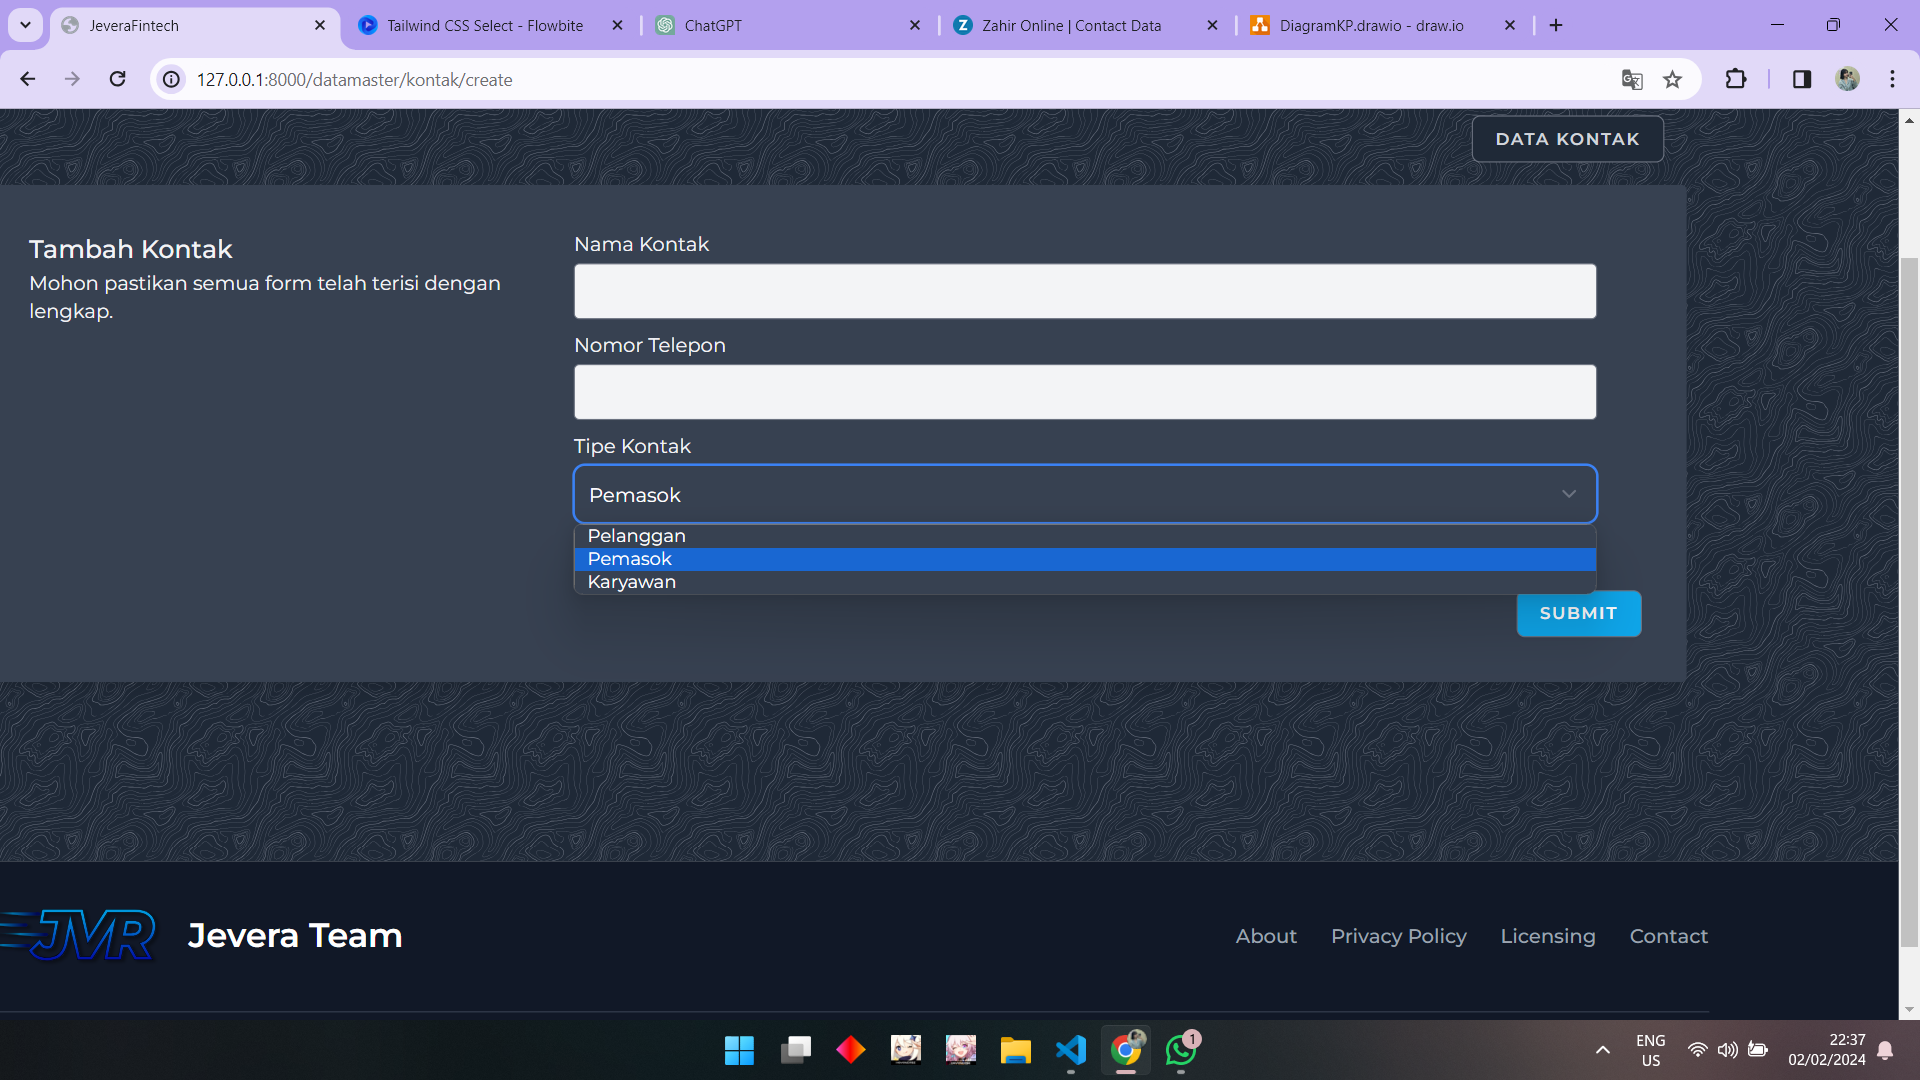 JeveraFintech
Tailwind CSS Select - Flowbite
ChatGPT
Zahir Online | Contact Data
DiagramKP.drawio - draw.io
127.0.0.1:8000/datamaster/kontak/create
DATA KONTAK
Tambah Kontak
Mohon pastikan semua form telah terisi dengan
lengkap.
Nama Kontak
Nomor Telepon
Tipe Kontak
Pemasok
Pelanggan
Pemasok
Karyawan
SUBMIT
JVR
Jevera Team
About
Privacy Policy
Licensing
Contact
1
ENG
US
22:37
02/02/2024